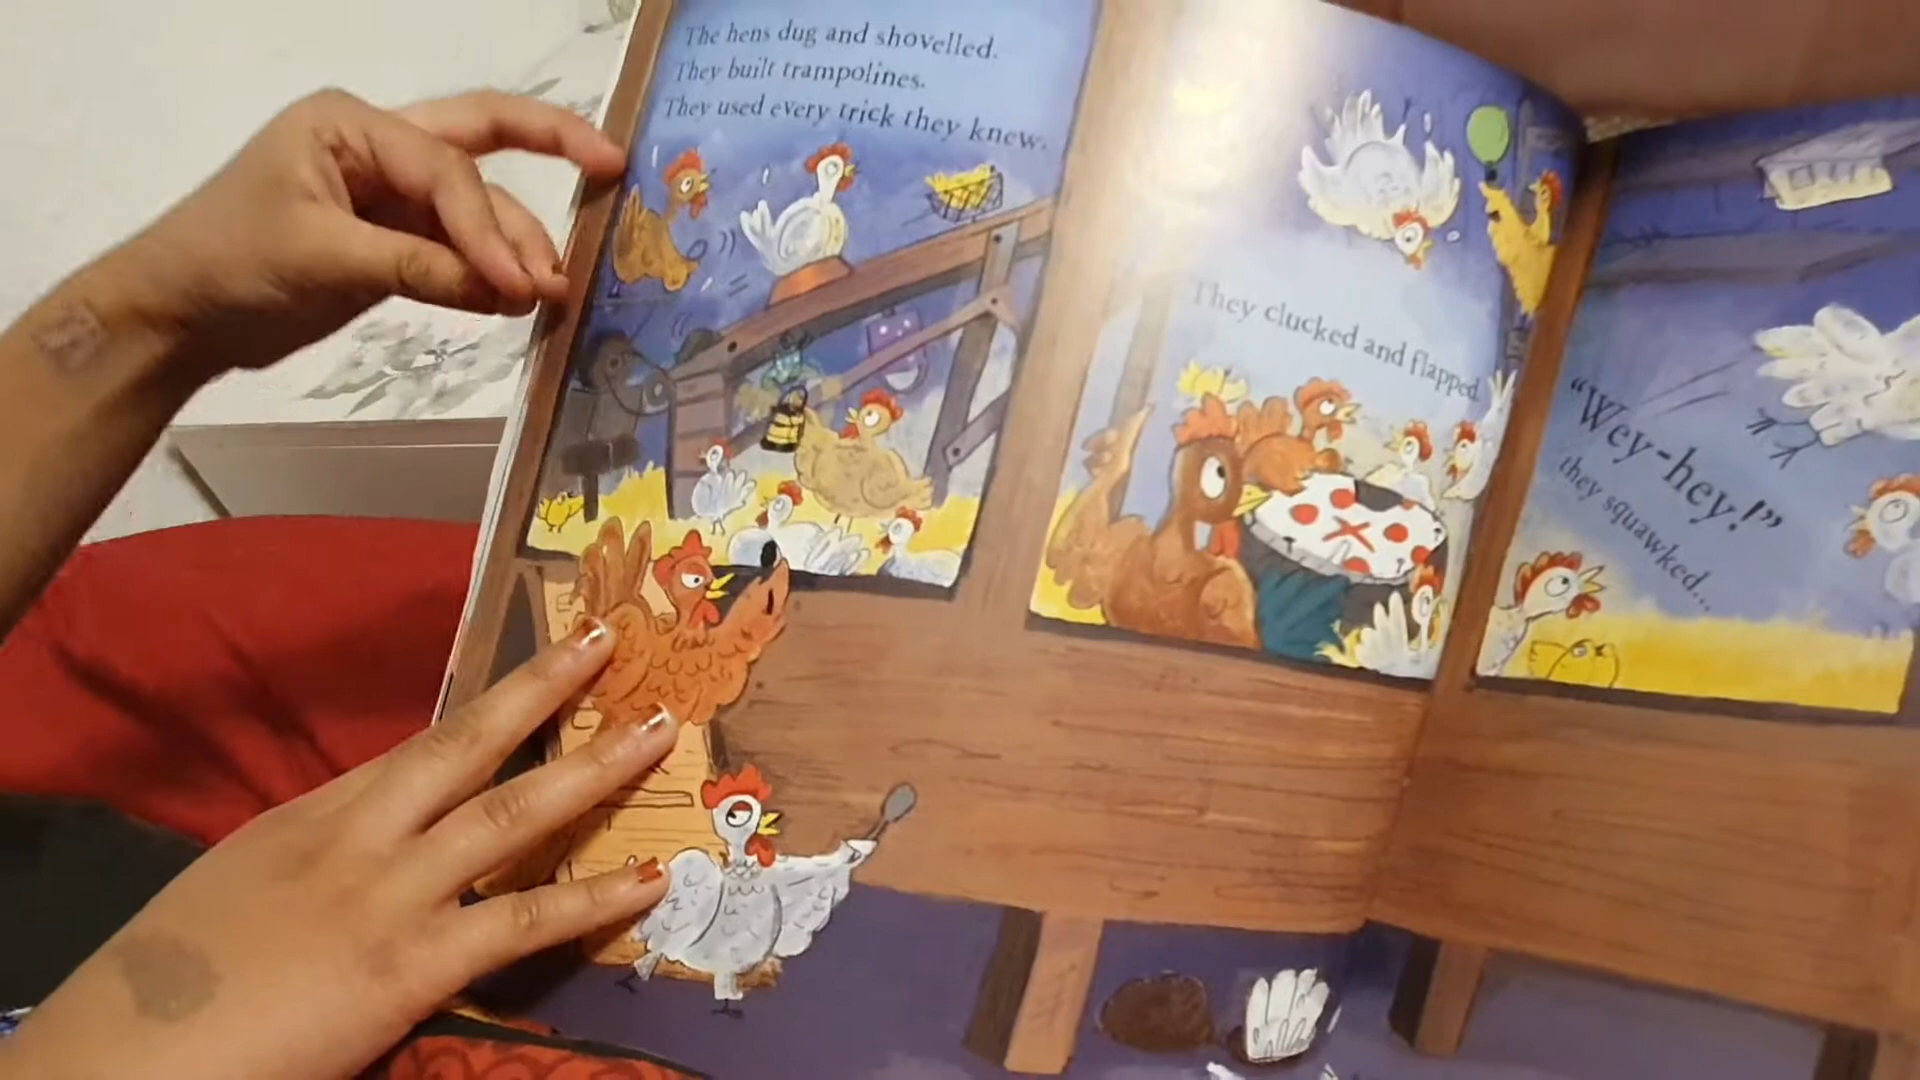 The hens dug and shovelled.
They built trampolines.
They used every trick they knew.
They clucked and flapped.
“Wey-hey!”
they squawked...